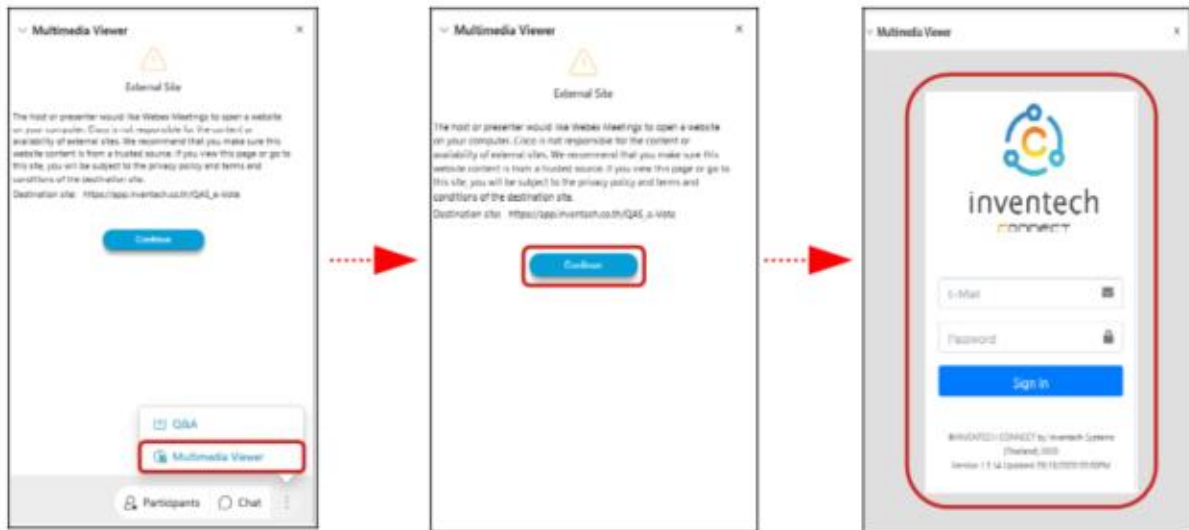 Multimedia Viewer
External Site
The host or presenter would like Webex Meetings to open a website
on your computer. Cisco is not responsible for the content or
availability of external sites. We recommend that you make sure this
website content is from a trusted source. If you view this page or go to
this site, you will be subject to the privacy policy and terms and
conditions of the destination site.
Destination site: https://app.inventech.co.th/QAS_e-Vote
Continue
Q&A
Multimedia Viewer
Participants
Chat
Multimedia Viewer
External Site
The host or presenter would like Webex Meetings to open a website
on your computer. Cisco is not responsible for the content or
availability of external sites. We recommend that you make sure this
website content is from a trusted source. If you view this page or go to
this site, you will be subject to the privacy policy and terms and
conditions of the destination site.
Destination site: https://app.inventech.co.th/QAS_e-Vote
Continue
Multimedia Viewer
inventech
connect
E-Mail
Password
Sign in
INVENTECH CONNECT by Inventech Systems
(Thailand)
Version